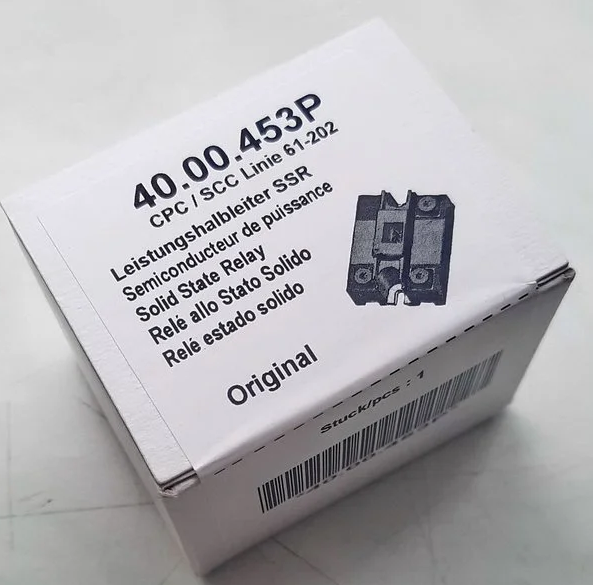 40.00.453P
CPC / SCC Linie 61-202
Leistungshalbleiter SSR
Semiconducteur de puissance
Solid State Relay
Relé allo Stato Solido
Relé estado solido
Original
Stuck/pcs : 1